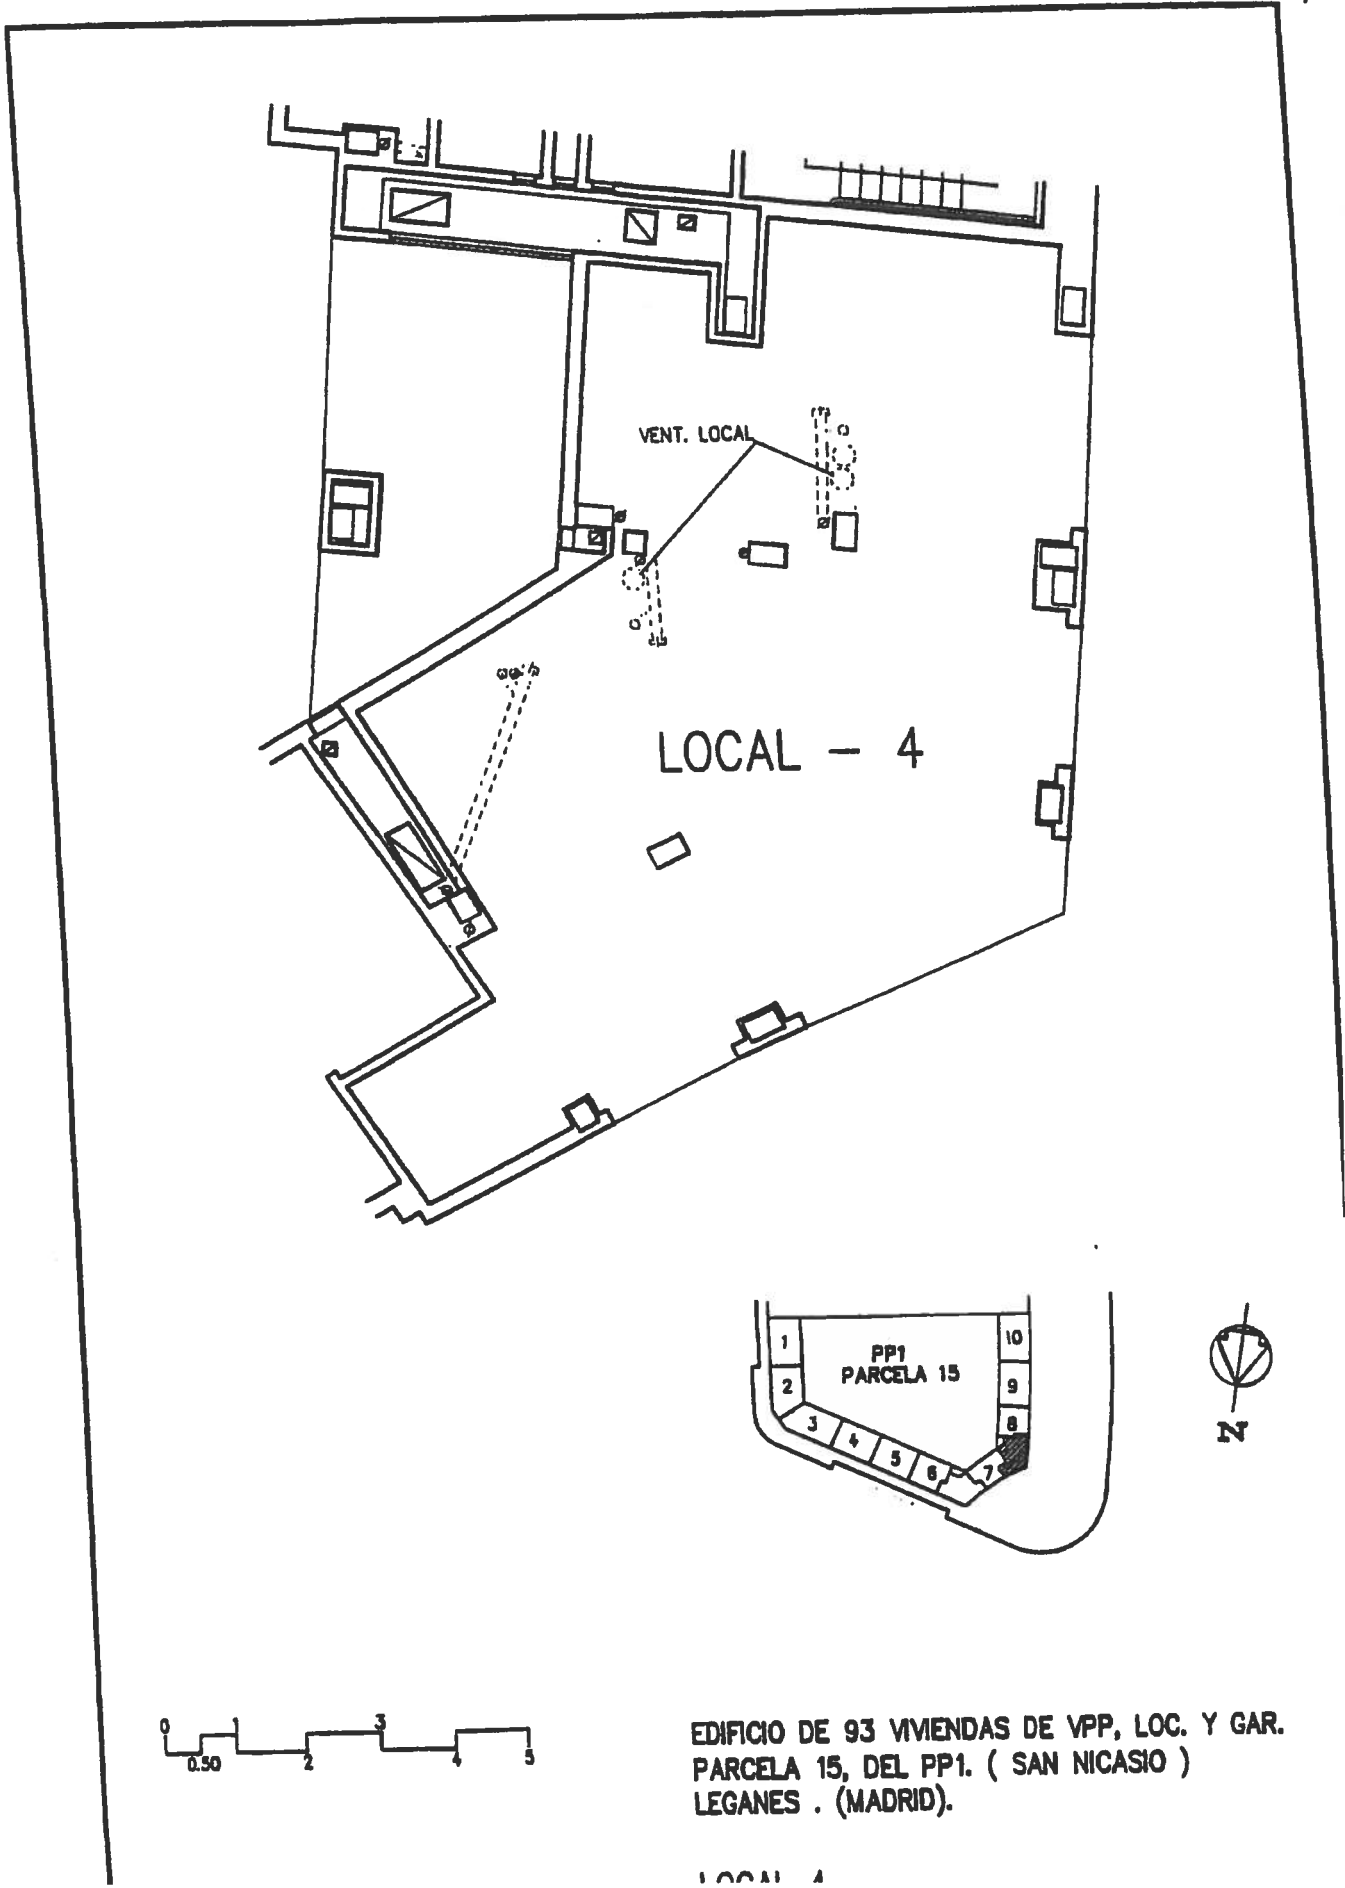 VENT. LOCAL
LOCAL - 4
1
2
3
4
5
6
7
8
9
10
PP1
PARCELA 15
N
0 1 3
0.50 2 4 5
EDIFICIO DE 93 VIVIENDAS DE VPP, LOC. Y GAR.
PARCELA 15, DEL PP1. ( SAN NICASIO )
LEGANES . (MADRID).
LOCAL 4